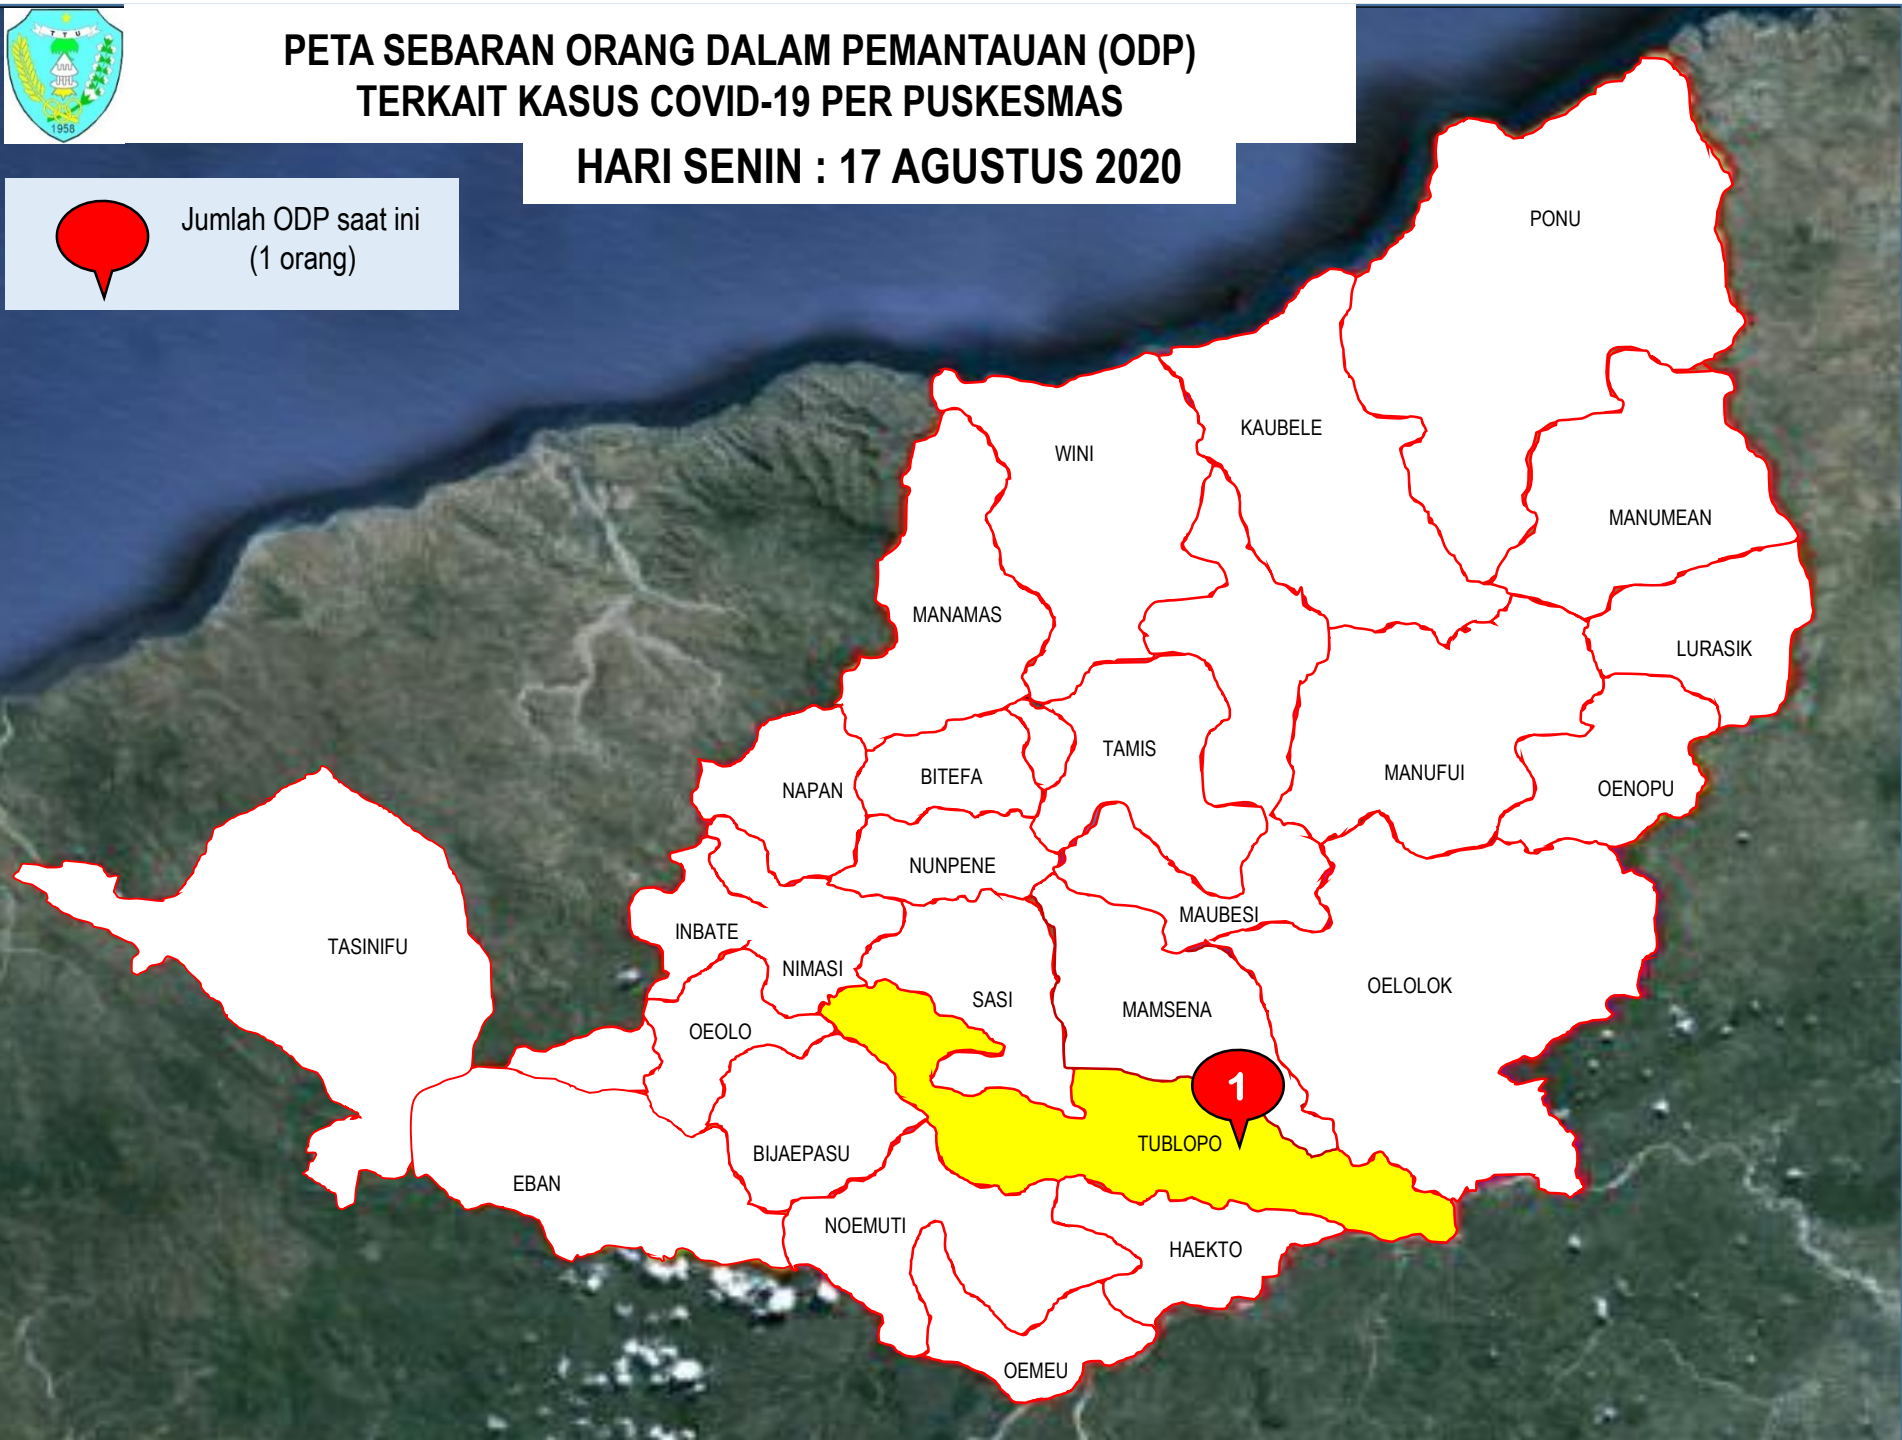 T T U
1958
PETA SEBARAN ORANG DALAM PEMANTAUAN (ODP)
TERKAIT KASUS COVID-19 PER PUSKESMAS
HARI SENIN : 17 AGUSTUS 2020
Jumlah ODP saat ini
(1 orang)
PONU
KAUBELE
WINI
MANUMEAN
MANAMAS
LURASIK
TAMIS
BITEFA
MANUFUI
NAPAN
OENOPU
NUNPENE
MAUBESI
INBATE
TASINIFU
NIMASI
OELOLOK
SASI
MAMSENA
OEOLO
1
TUBLOPO
BIJAEPASU
EBAN
NOEMUTI
HAEKTO
OEMEU